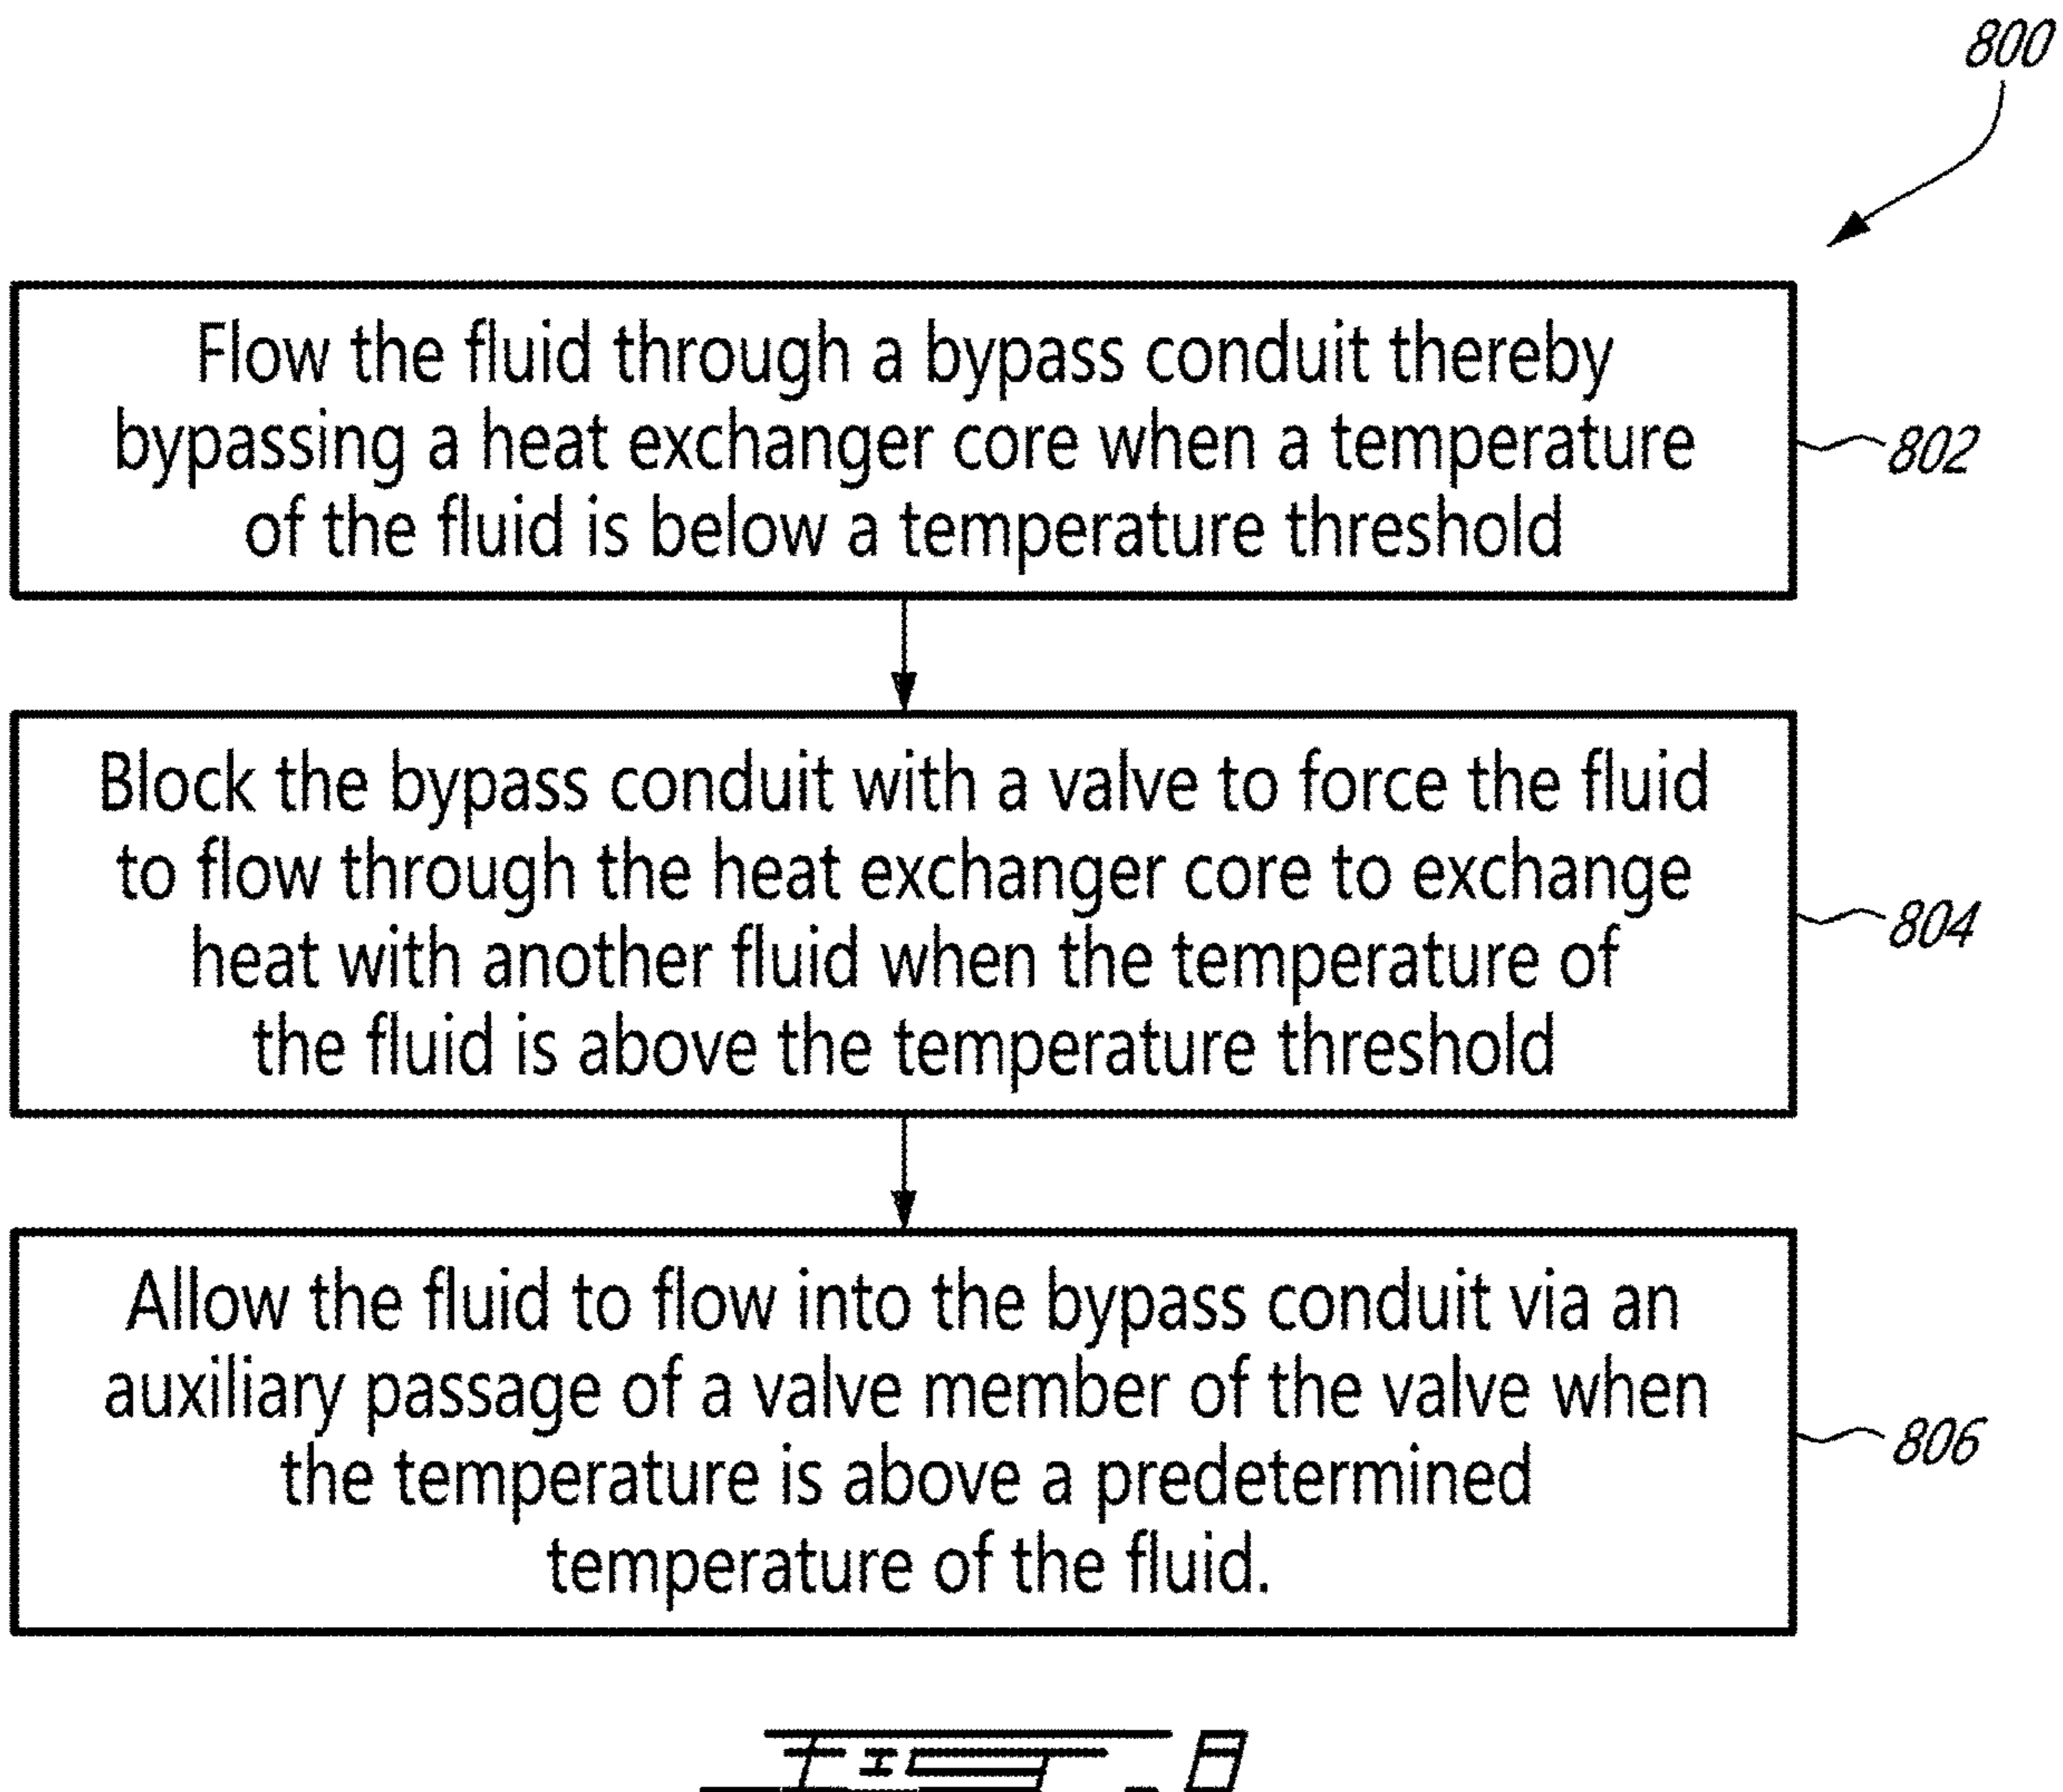 800
Flow the fluid through a bypass conduit thereby
bypassing a heat exchanger core when a temperature
of the fluid is below a temperature threshold
802
Block the bypass conduit with a valve to force the fluid
to flow through the heat exchanger core to exchange
heat with another fluid when the temperature of
the fluid is above the temperature threshold
804
Allow the fluid to flow into the bypass conduit via an
auxiliary passage of a valve member of the valve when
the temperature is above a predetermined
temperature of the fluid.
806